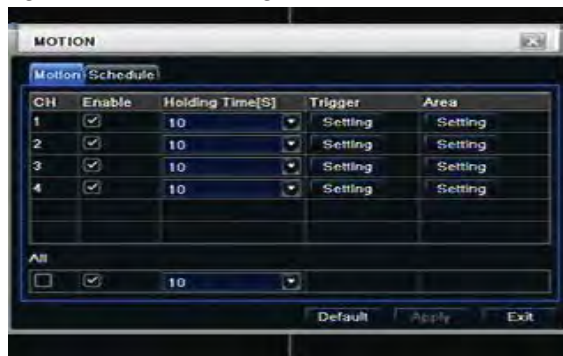 MOTION
Motion Schedule
CH Enable Holding Time[S] Trigger Area
1 10 Setting Setting
2 10 Setting Setting
3 10 Setting Setting
4 10 Setting Setting
All
10
Default Apply Exit